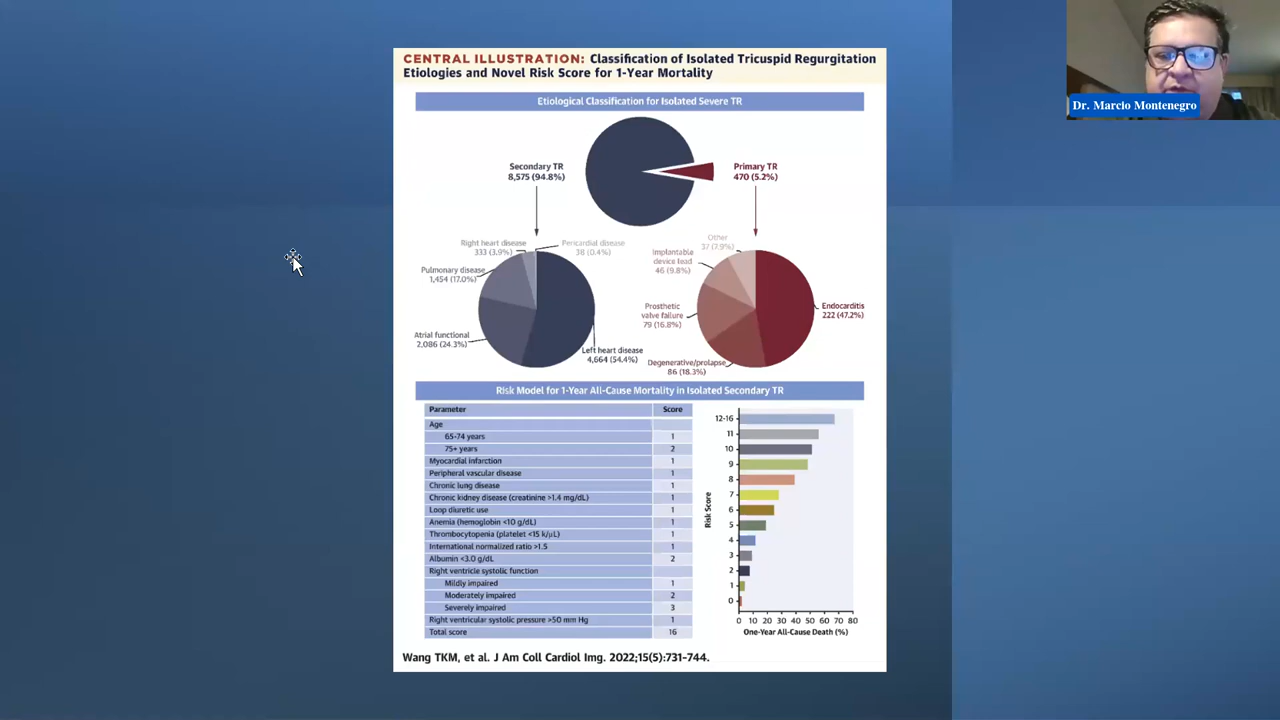 CENTRAL ILLUSTRATION: Classification of Isolated Tricuspid Regurgitation
Etiologies and Novel Risk Score for 1-Year Mortality
Dr. Marcio Montenegro
Etiological Classification for Isolated Severe TR
Secondary TR
8,575 (94.8%)
Primary TR
470 (5.2%)
Right heart disease
333 (3.9%)
Pericardial disease
38 (0.4%)
Pulmonary disease
1,454 (17.0%)
Atrial functional
2,086 (24.3%)
Left heart disease
4,664 (54.4%)
Other
37 (7.9%)
Implantable
device lead
46 (9.8%)
Prosthetic
valve failure
79 (16.8%)
Degenerative/prolapse
86 (18.3%)
Endocarditis
222 (47.2%)
Risk Model for 1-Year All-Cause Mortality in Isolated Secondary TR
Parameter Score
Age
65-74 years 1
75+ years 2
Myocardial infarction 1
Peripheral vascular disease 1
Chronic lung disease 1
Chronic kidney disease (creatinine >1.4 mg/dL) 1
Loop diuretic use 1
Anemia (hemoglobin <10 g/dL) 1
Thrombocytopenia (platelet <15 k/μL) 1
International normalized ratio >1.5 1
Albumin <3.0 g/dL 2
Right ventricle systolic function
Mildly impaired 1
Moderately impaired 2
Severely impaired 3
Right ventricular systolic pressure >50 mm Hg 1
Total score 16
Risk Score
12-16
11
10
9
8
7
6
5
4
3
2
1
0
0 10 20 30 40 50 60 70 80
One-Year All-Cause Death (%)
Wang TKM, et al. J Am Coll Cardiol Img. 2022;15(5):731-744.